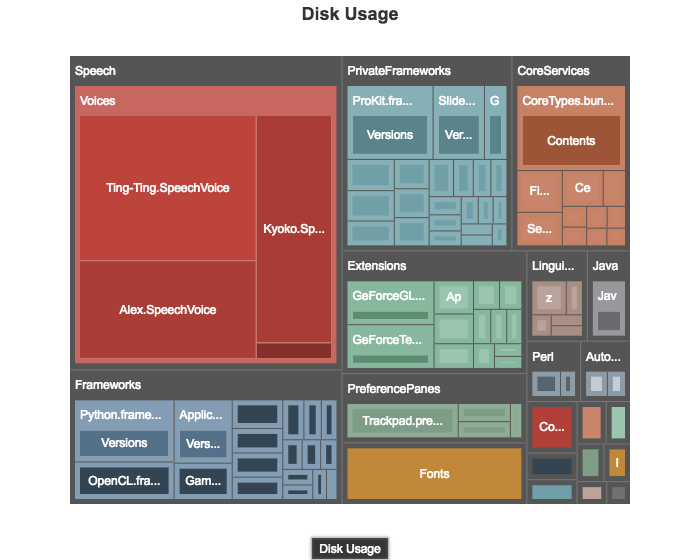 Disk Usage
Speech
PrivateFrameworks
CoreServices
Voices
ProKit.fra...
Slide...
G
CoreTypes.bun...
Versions
Ver...
Contents
Ting-Ting.SpeechVoice
Kyoko.Sp...
Fi...
Ce
Se...
Alex.SpeechVoice
Extensions
Lingui...
Java
GeForceGL...
Ap
z
Jav
GeForceTe...
Perl
Auto...
Frameworks
PreferencePanes
Python.frame...
Applic...
Trackpad.pre...
Co...
Versions
Vers...
OpenCL.fra...
Gam...
Fonts
I
Disk Usage